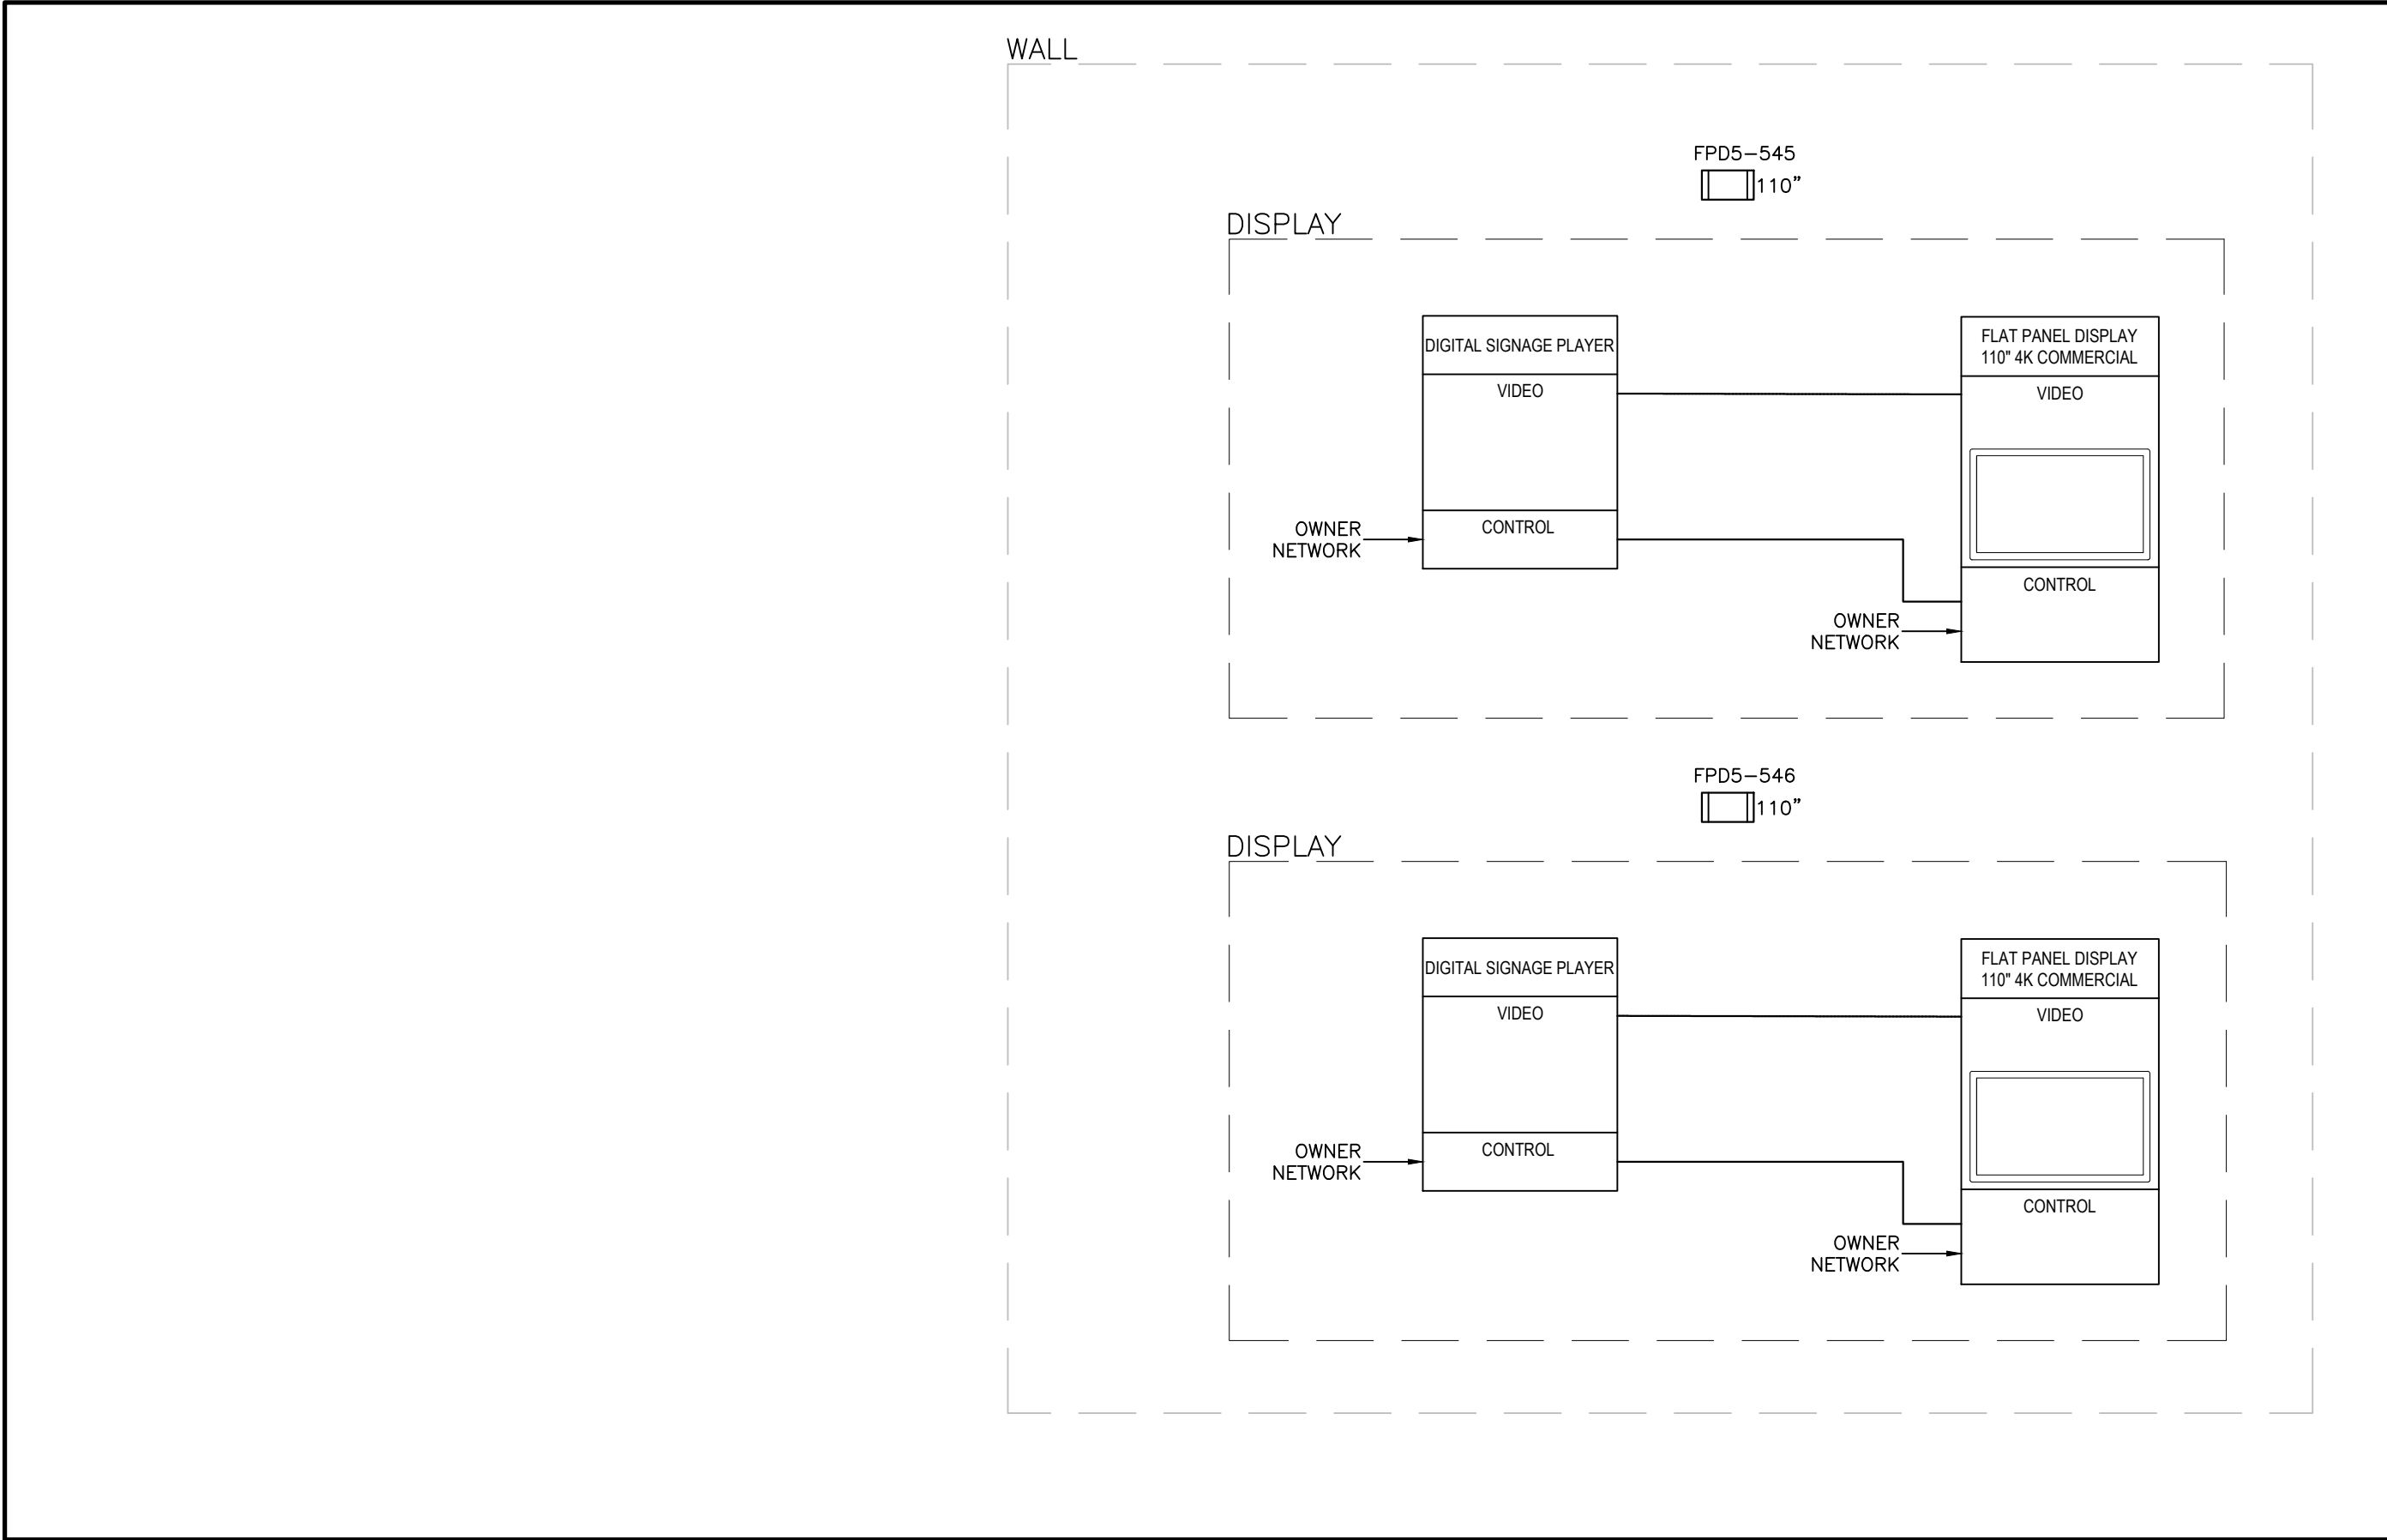 WALL
FPD5-545
110"
DISPLAY
DIGITAL SIGNAGE PLAYER
FLAT PANEL DISPLAY
110" 4K COMMERCIAL
VIDEO
VIDEO
OWNER
NETWORK
CONTROL
CONTROL
OWNER
NETWORK
FPD5-546
110"
DISPLAY
DIGITAL SIGNAGE PLAYER
FLAT PANEL DISPLAY
110" 4K COMMERCIAL
VIDEO
VIDEO
OWNER
NETWORK
CONTROL
CONTROL
OWNER
NETWORK